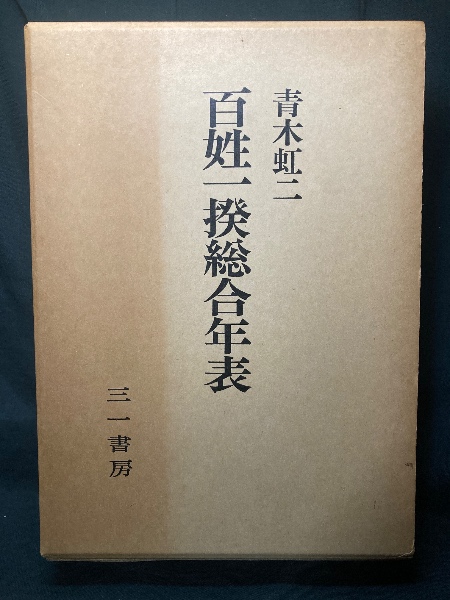 青木虹二
百姓一揆総合年表
三一書房